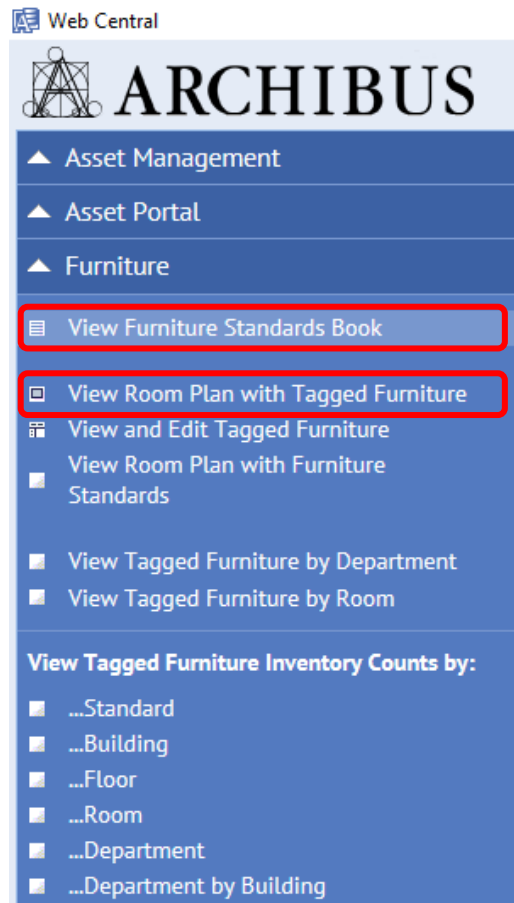 Web Central
ARCHIBUS
Asset Management
Asset Portal
Furniture
View Furniture Standards Book
View Room Plan with Tagged Furniture
View and Edit Tagged Furniture
View Room Plan with Furniture
Standards
View Tagged Furniture by Department
View Tagged Furniture by Room
View Tagged Furniture Inventory Counts by:
...Standard
...Building
...Floor
...Room
...Department
...Department by Building